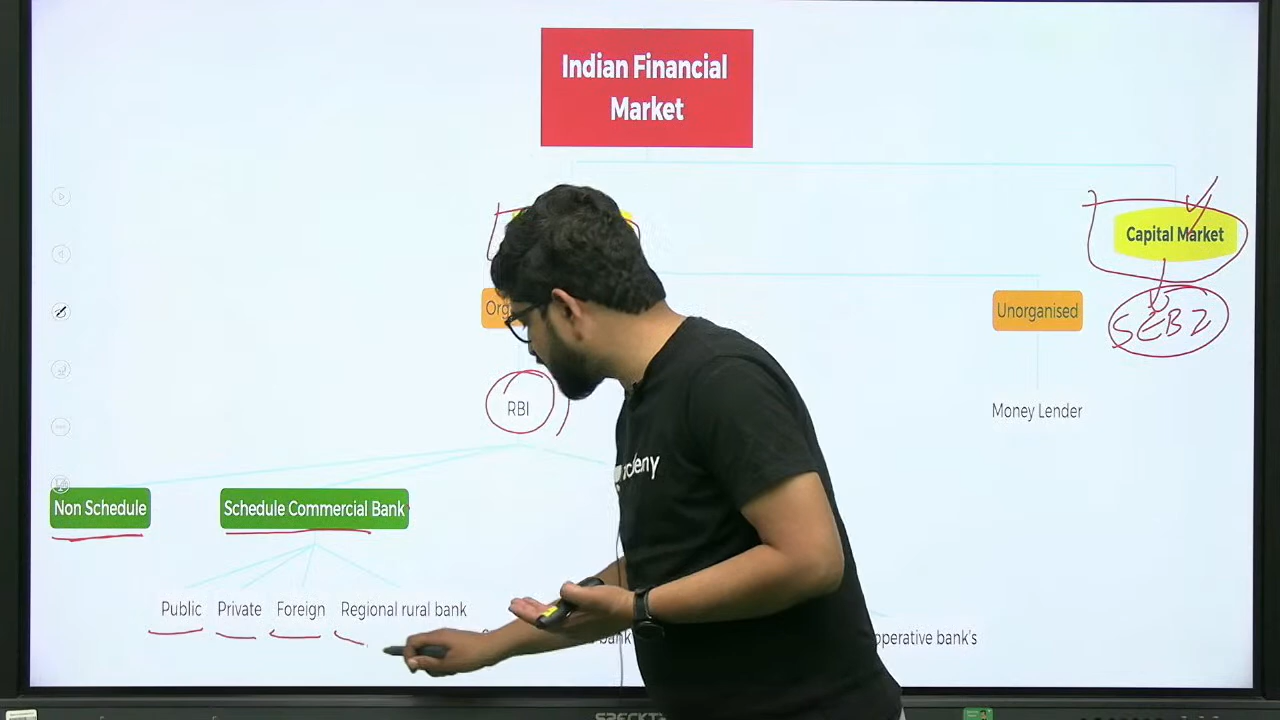 Indian Financial
Market
Capital Market
Unorganised
SEBI
RBI
Money Lender
Non Schedule
Schedule Commercial Bank
Public
Private
Foreign
Regional rural bank
operative bank's